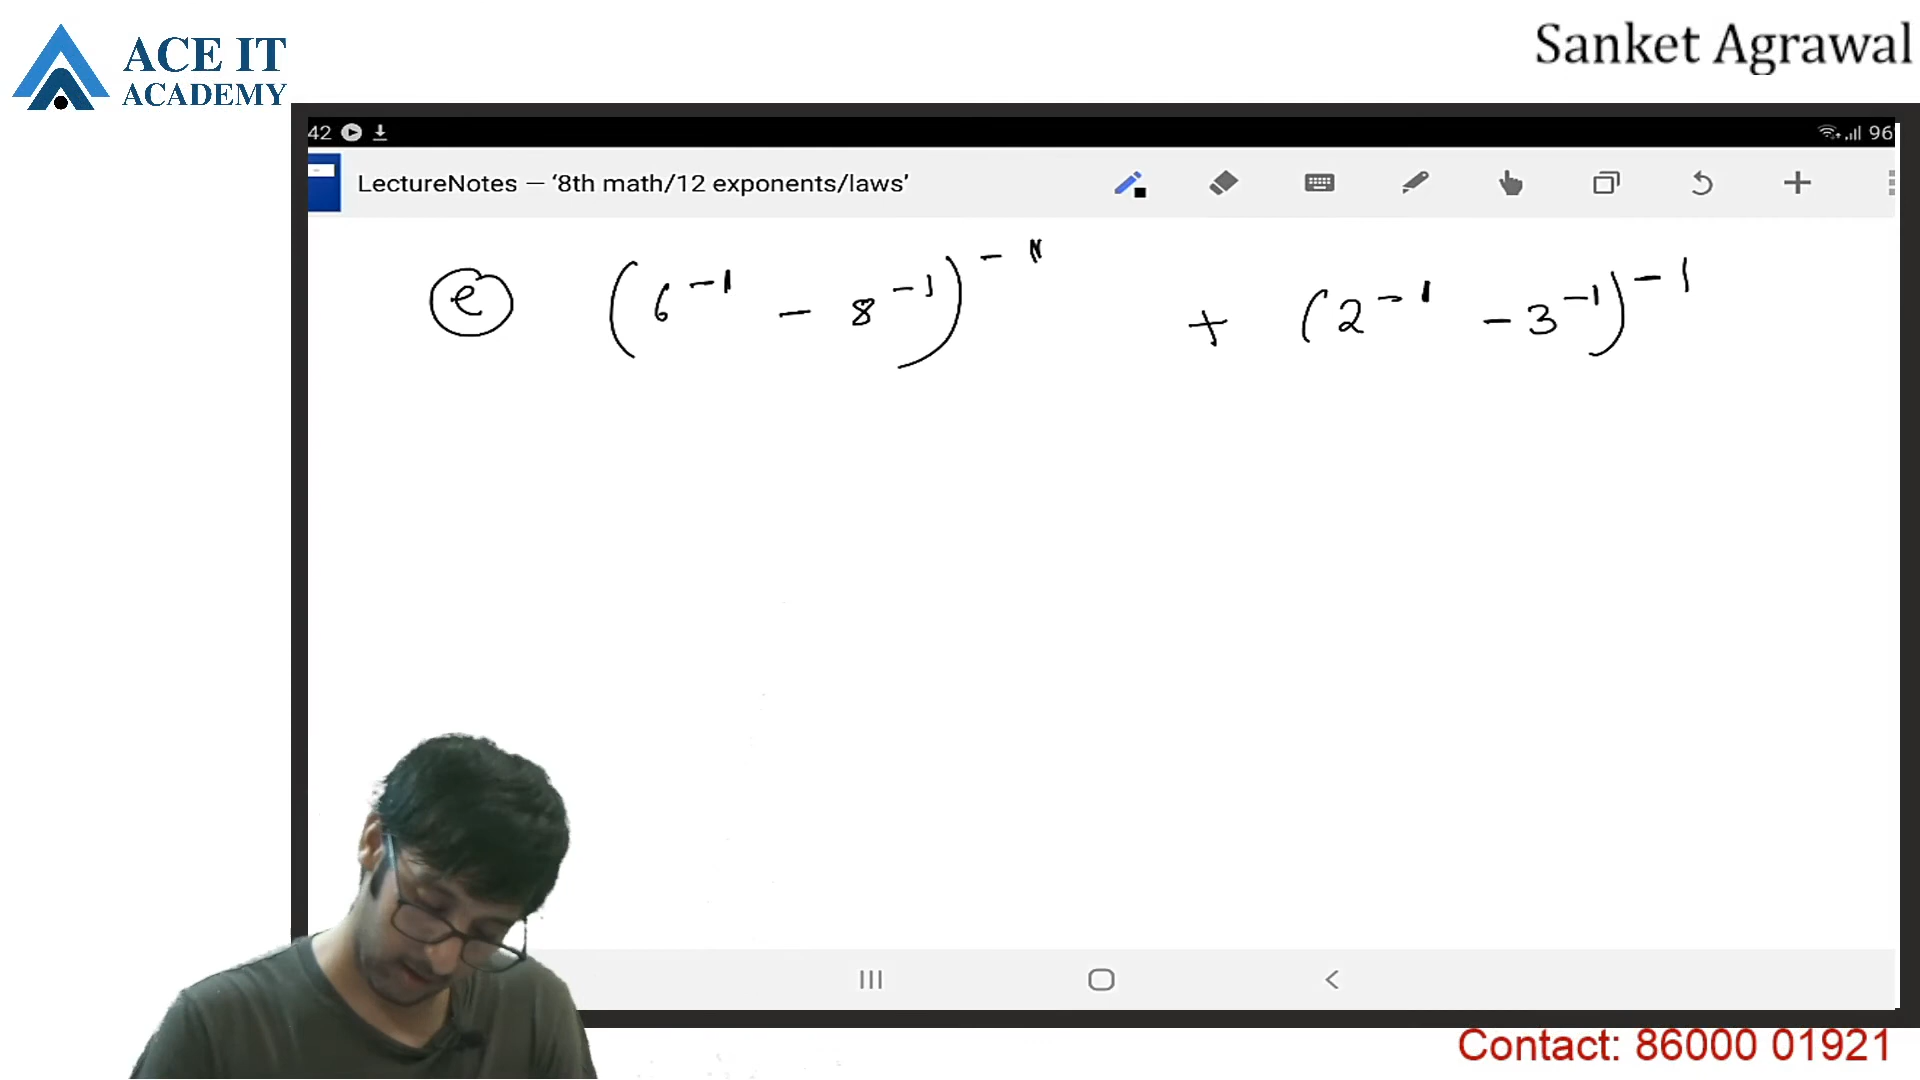 ACE IT
ACADEMY
Sanket Agrawal
42 96
LectureNotes — ‘8th math/12 exponents/laws’
e (6⁻¹ - 8⁻¹)⁻¹ + (2⁻¹ - 3⁻¹)⁻¹
Contact: 86000 01921